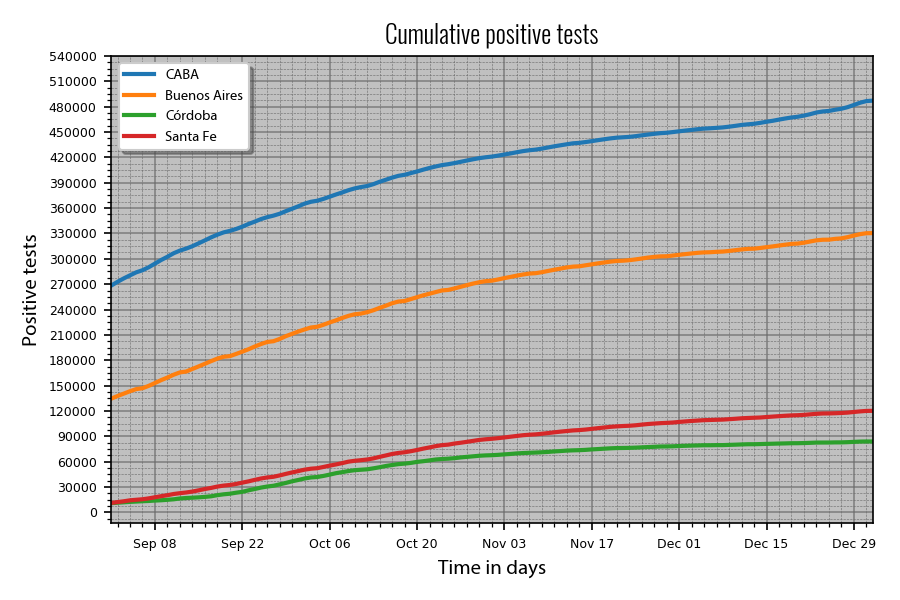 Cumulative positive tests
540000
510000
480000
450000
420000
390000
360000
330000
300000
270000
240000
210000
180000
150000
120000
90000
60000
30000
0
CABA
Buenos Aires
Córdoba
Santa Fe
Positive tests
Sep 08 Sep 22 Oct 06 Oct 20 Nov 03 Nov 17 Dec 01 Dec 15 Dec 29
Time in days